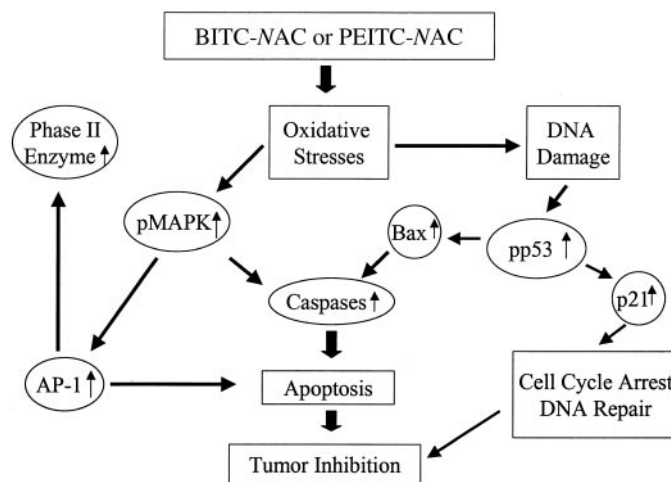 BITC-NAC or PEITC-NAC
Phase II
Enzyme↑
Oxidative
Stresses
DNA
Damage
pMAPK↑
Bax↑
pp53 ↑
Caspases↑
p21↑
AP-1↑
Apoptosis
Cell Cycle Arrest
DNA Repair
Tumor Inhibition